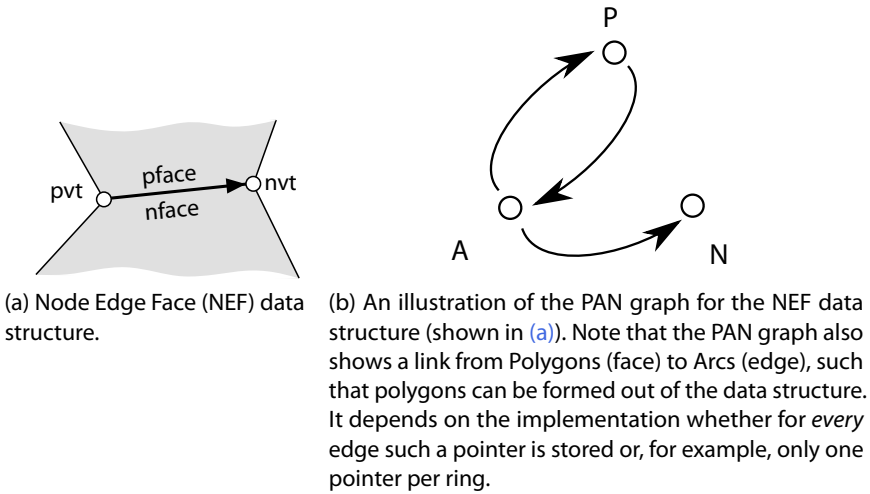 P
pface
pvt
nvt
nface
A
N
(a) Node Edge Face (NEF) data
structure.
(b) An illustration of the PAN graph for the NEF data
structure (shown in (a)). Note that the PAN graph also
shows a link from Polygons (face) to Arcs (edge), such
that polygons can be formed out of the data structure.
It depends on the implementation whether for every
edge such a pointer is stored or, for example, only one
pointer per ring.